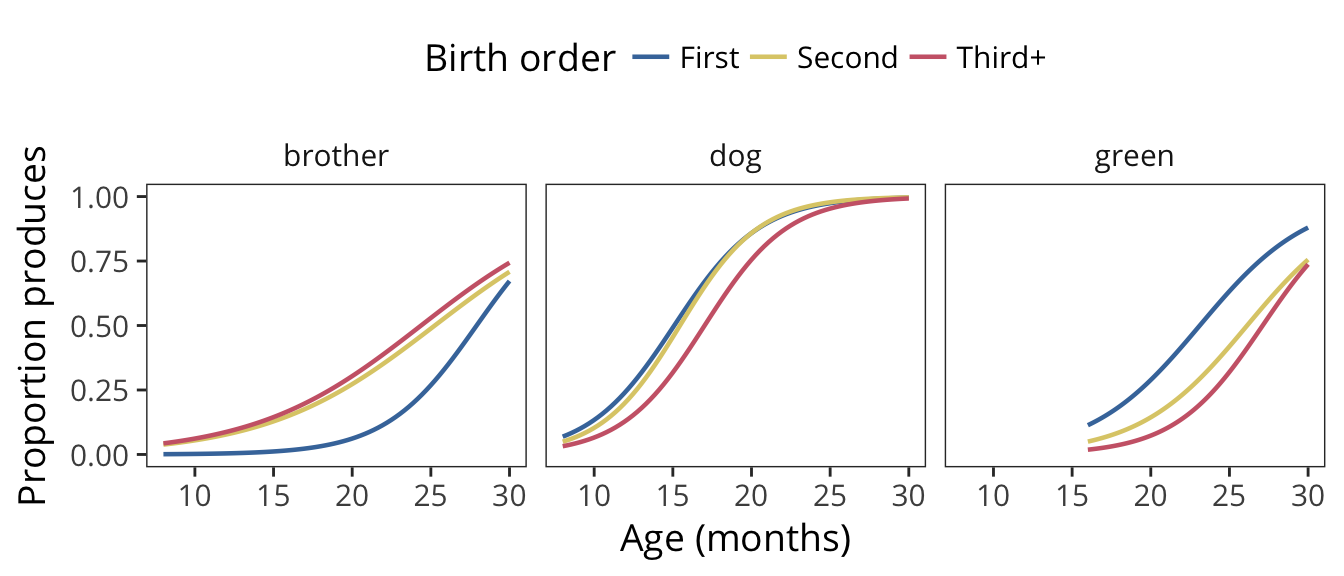 Birth order First Second Third+
brother dog green
Proportion produces
1.00
0.75
0.50
0.25
0.00
10 15 20 25 30 10 15 20 25 30 10 15 20 25 30
Age (months)